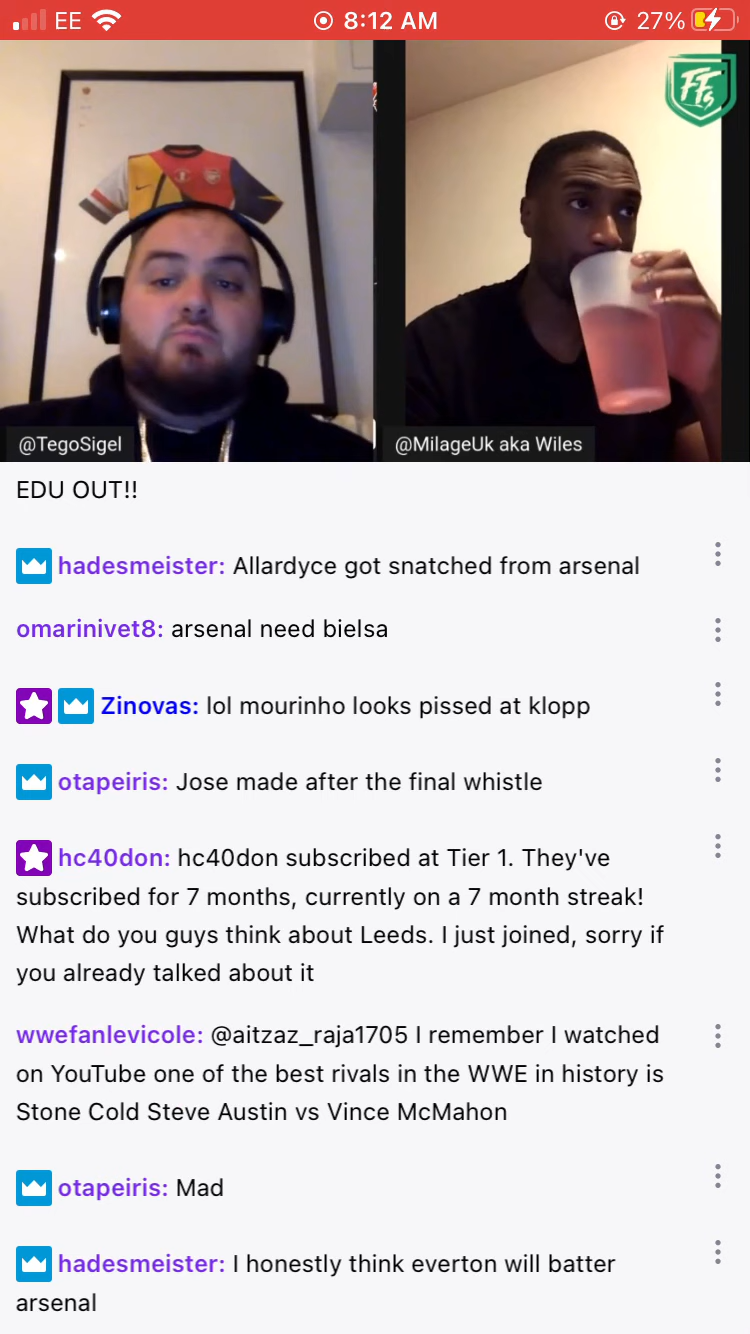 EE
8:12 AM
27%
FFs
@TegoSigel
@MilageUk aka Wiles
EDU OUT!!
hadesmeister: Allardyce got snatched from arsenal
omarinivet8: arsenal need bielsa
Zinovas: lol mourinho looks pissed at klopp
otapeiris: Jose made after the final whistle
hc40don: hc40don subscribed at Tier 1. They've
subscribed for 7 months, currently on a 7 month streak!
What do you guys think about Leeds. I just joined, sorry if
you already talked about it
wwefanlevicole: @aitzaz_raja1705 I remember I watched
on YouTube one of the best rivals in the WWE in history is
Stone Cold Steve Austin vs Vince McMahon
otapeiris: Mad
hadesmeister: I honestly think everton will batter
arsenal